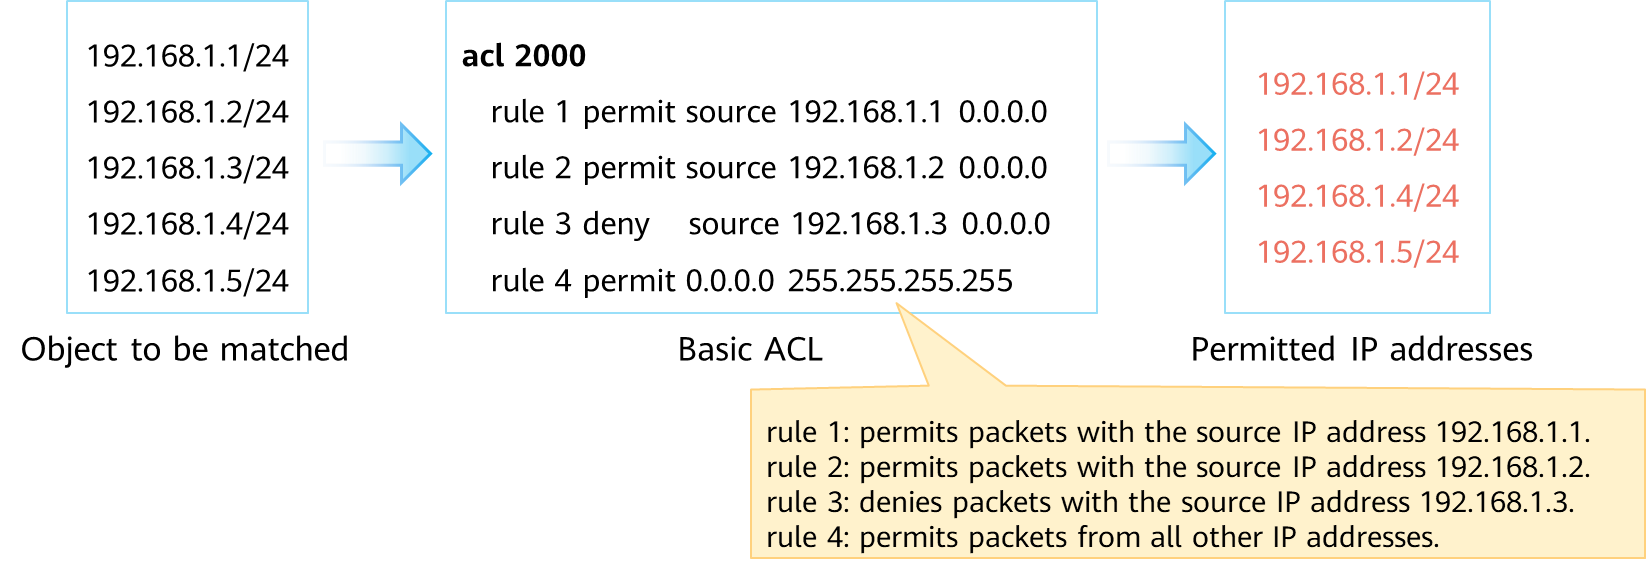 192.168.1.1/24
192.168.1.2/24
192.168.1.3/24
192.168.1.4/24
192.168.1.5/24
Object to be matched
acl 2000
rule 1 permit source 192.168.1.1 0.0.0.0
rule 2 permit source 192.168.1.2 0.0.0.0
rule 3 deny source 192.168.1.3 0.0.0.0
rule 4 permit 0.0.0.0 255.255.255.255
Basic ACL
192.168.1.1/24
192.168.1.2/24
192.168.1.4/24
192.168.1.5/24
Permitted IP addresses
rule 1: permits packets with the source IP address 192.168.1.1.
rule 2: permits packets with the source IP address 192.168.1.2.
rule 3: denies packets with the source IP address 192.168.1.3.
rule 4: permits packets from all other IP addresses.